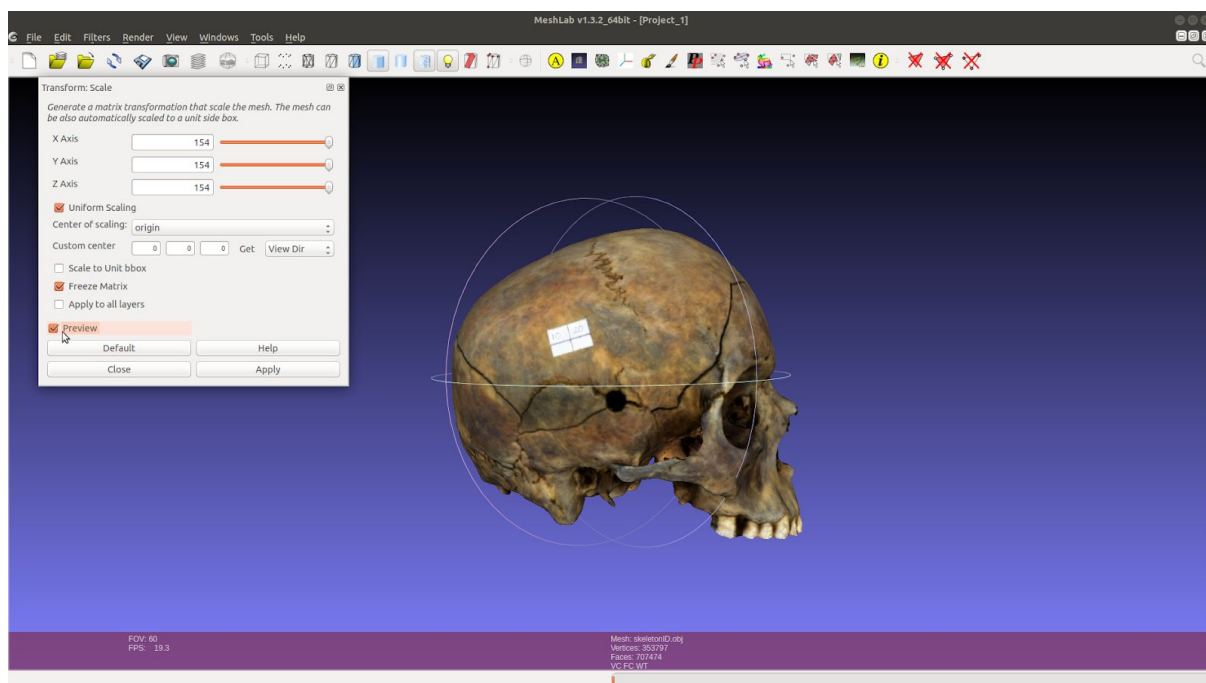 MeshLab v1.3.2_64bit - [Project_1]
File Edit Filters Render View Windows Tools Help
Transform: Scale
Generate a matrix transformation that scale the mesh. The mesh can
be also automatically scaled to a unit side box.
X Axis 154
Y Axis 154
Z Axis 154
Uniform Scaling
Center of scaling: origin
Custom center 0 0 0 Get View Dir
Scale to Unit bbox
Freeze Matrix
Apply to all layers
Preview
Default Help
Close Apply
10 20
FOV: 60
FPS: 19.3
Mesh: skeletonID.obj
Vertices: 353797
Faces: 707474
VC FC WT